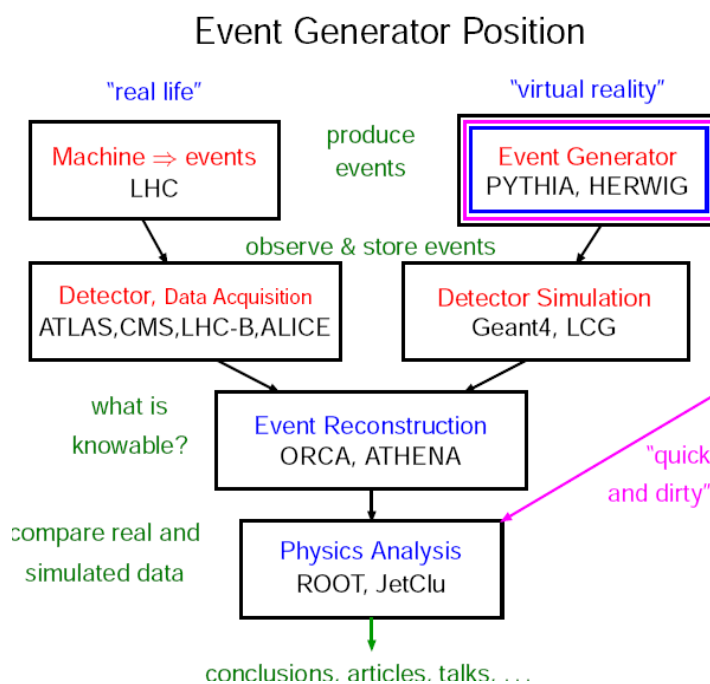 Event Generator Position
“real life”
“virtual reality”
produce
events
Machine ⇒ events
LHC
Event Generator
PYTHIA, HERWIG
observe & store events
Detector, Data Acquisition
ATLAS,CMS,LHC-B,ALICE
Detector Simulation
Geant4, LCG
what is
knowable?
Event Reconstruction
ORCA, ATHENA
“quick
and dirty”
compare real and
simulated data
Physics Analysis
ROOT, JetClu
conclusions, articles, talks, . . .